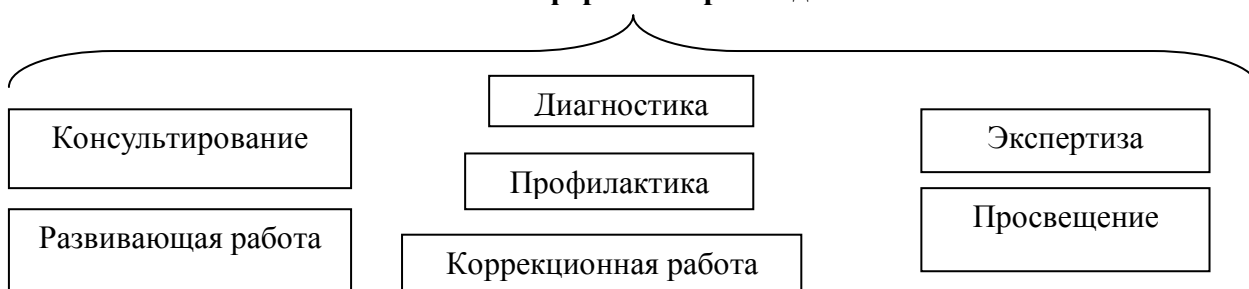 Консультирование
Развивающая работа
Диагностика
Профилактика
Коррекционная работа
Экспертиза
Просвещение